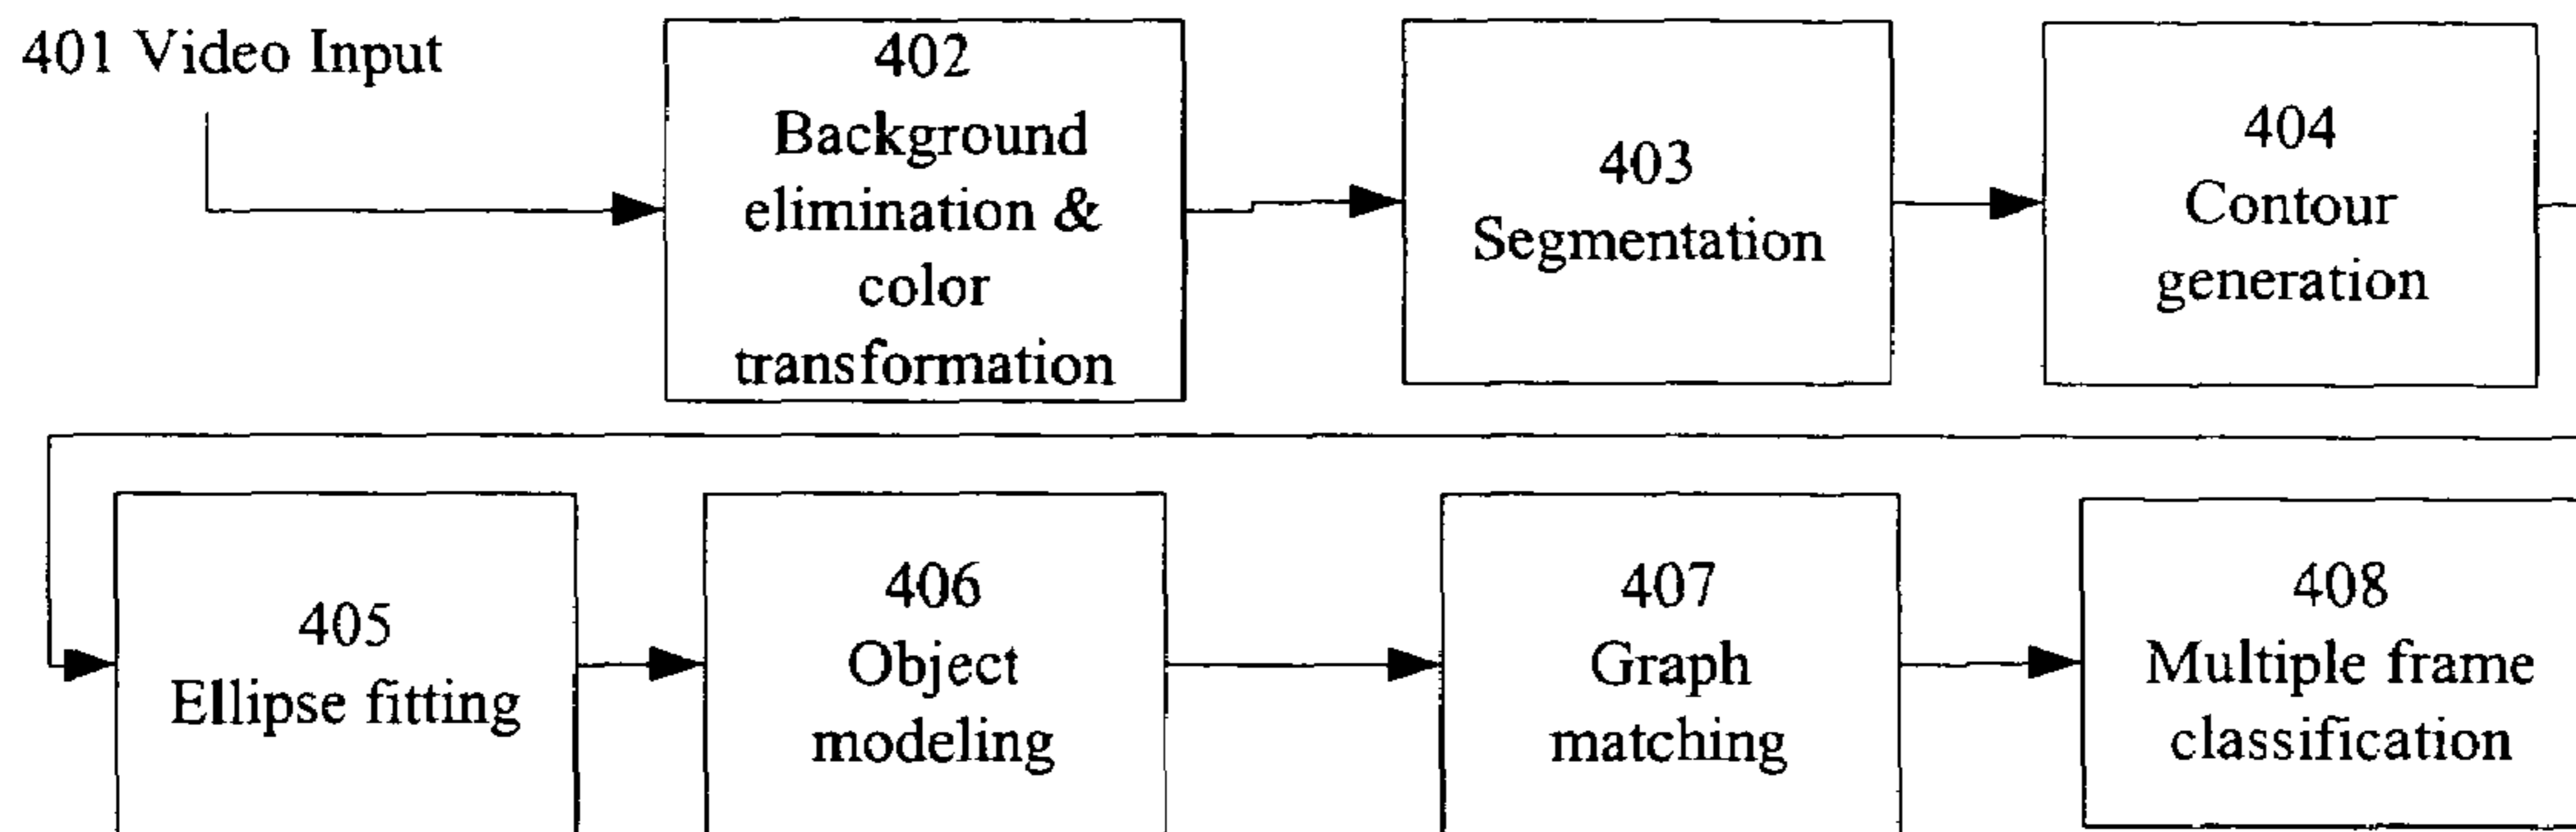 401 Video Input
402
Background
elimination &
color
transformation
403
Segmentation
404
Contour
generation
405
Ellipse fitting
406
Object
modeling
407
Graph
matching
408
Multiple frame
classification